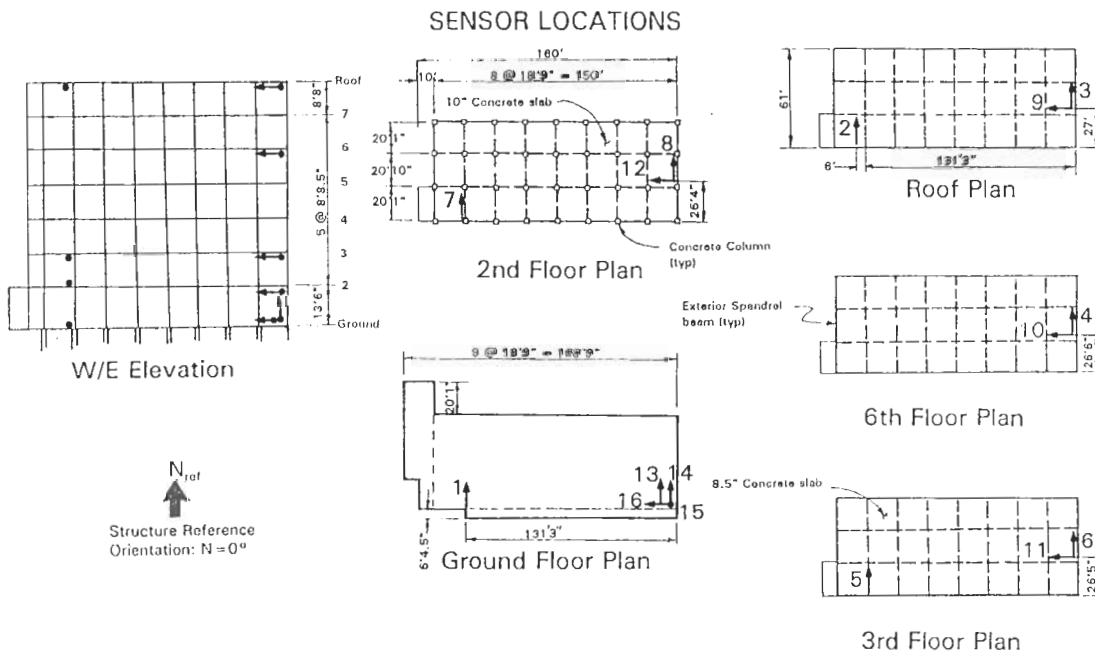 SENSOR LOCATIONS
Roof
8'8"
7
6
5
5 @ 8'8.5"
4
3
2
13'6"
Ground
W/E Elevation
160'
10'
8 @ 18'9" = 150'
10" Concrete slab
20'1"
20'10"
20'1"
8
12
7
26'4"
Concrete Column
(typ)
2nd Floor Plan
61'
3
9
2
27'
6'
131'3"
Roof Plan
Exterior Spandrel
beam (typ)
4
10
26'6"
6th Floor Plan
9 @ 18'9" = 168'9"
20'1"
1
13
14
16
15
131'3"
6'4.5"
Ground Floor Plan
8.5" Concrete slab
6
11
5
26'5"
3rd Floor Plan
Nref
Structure Reference
Orientation: N = 0°